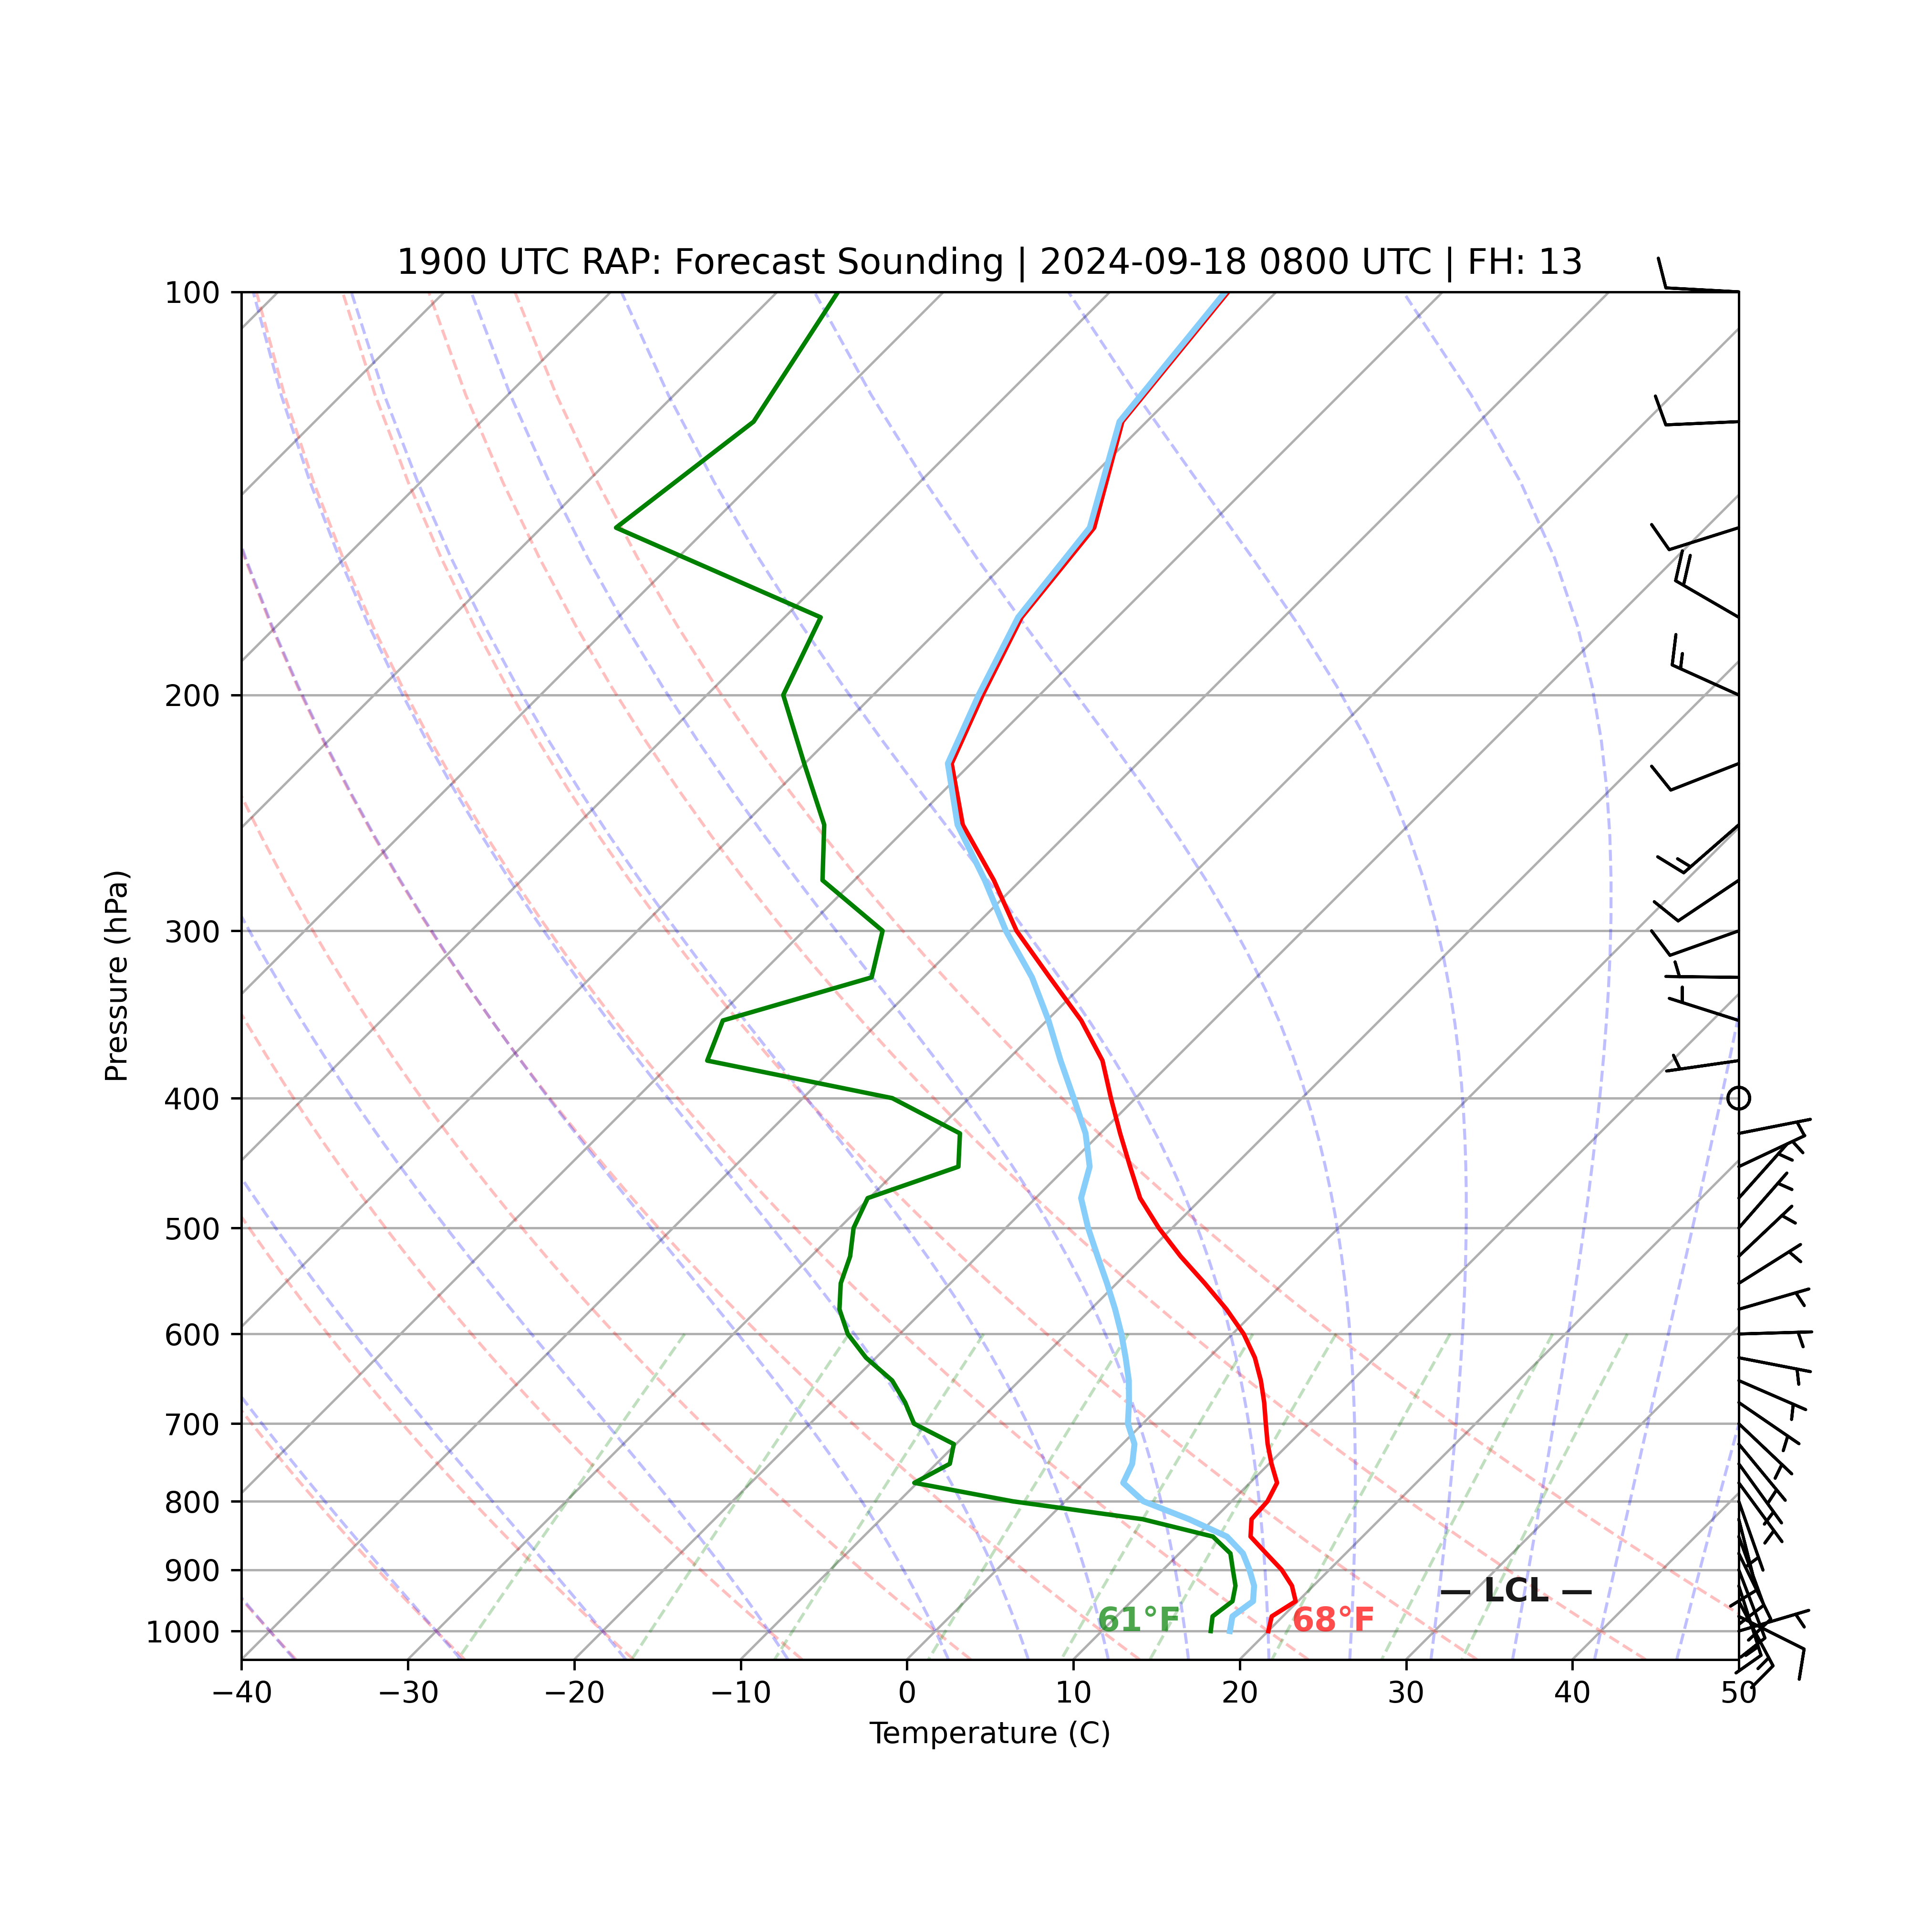 1900 UTC RAP: Forecast Sounding | 2024-09-18 0800 UTC | FH: 13
100
200
300
400
500
600
700
800
900
1000
Pressure (hPa)
— LCL —
61°F 68°F
−40 −30 −20 −10 0 10 20 30 40 50
Temperature (C)